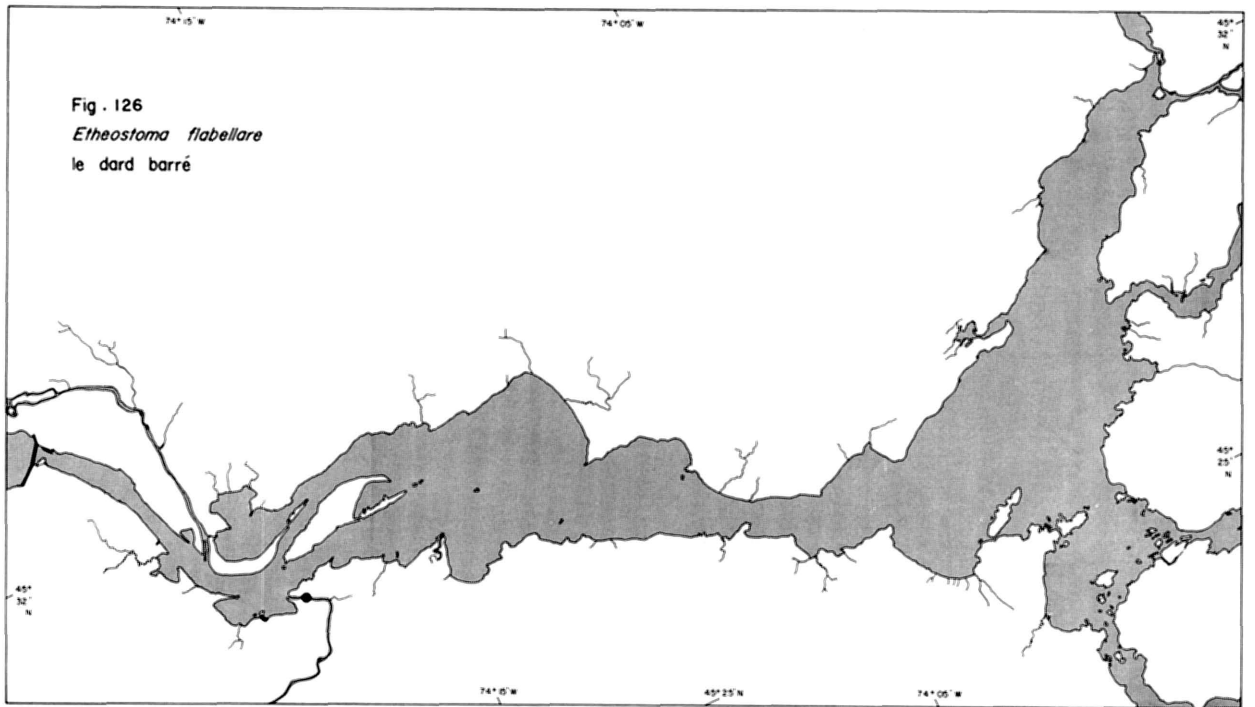 74° 15' W
74° 05' W
45°
32'
N
Fig. 126
Etheostoma flabellare
le dard barré
45°
25'
N
45°
32'
N
74° 15' W
45° 25' N
74° 05' W